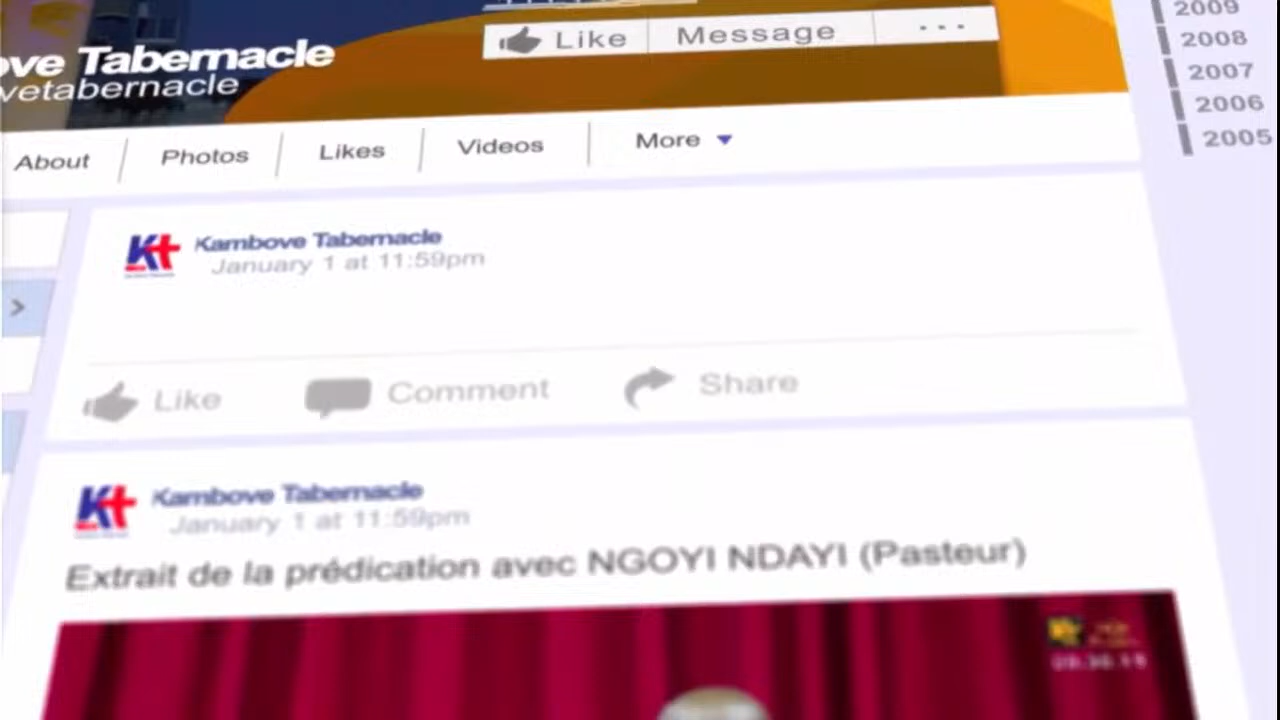 ove Tabernacle
vetabernacle
Like
Message
...
2009
2008
2007
2006
2005
About
Photos
Likes
Videos
More
Kt
Kambove Tabernacle
January 1 at 11:59pm
Like
Comment
Share
Kt
Kambove Tabernacle
January 1 at 11:59pm
Extrait de la prédication avec NGOYI NDAYI (Pasteur)